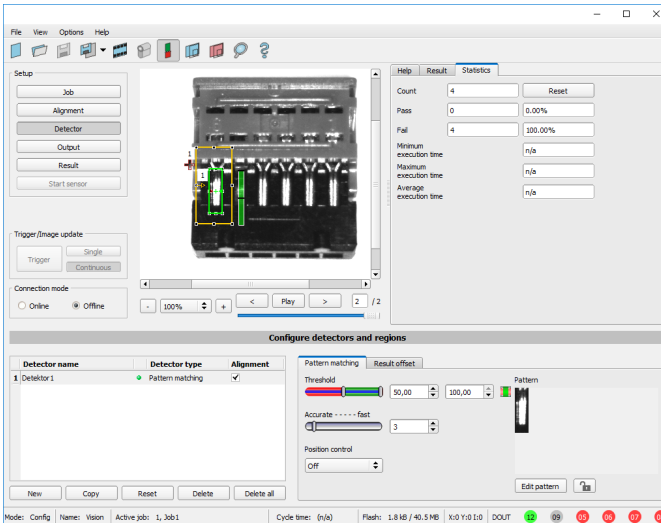 File View Options Help
Setup
Job
Alignment
Detector
Output
Result
Start sensor
Trigger/Image update
Trigger
Single
Continuous
Connection mode
Online Offline
1
1
- 100% + < Play > 2 / 2
Help Result Statistics
Count 4 Reset
Pass 0 0.00%
Fail 4 100.00%
Minimum
execution time n/a
Maximum
execution time n/a
Average
execution time n/a
Configure detectors and regions
Detector name Detector type Alignment
1 Detektor1 Pattern matching
New Copy Reset Delete Delete all
Pattern matching Result offset
Threshold
50,00 100,00
Accurate ----- fast
3
Position control
Off
Pattern
Edit pattern
Mode: Config Name: Vision Active job: 1, Job1 Cycle time: (n/a) Flash: 1.8 kB / 40.5 MB X:0 Y:0 I:0 DOUT 12 09 05 06 07